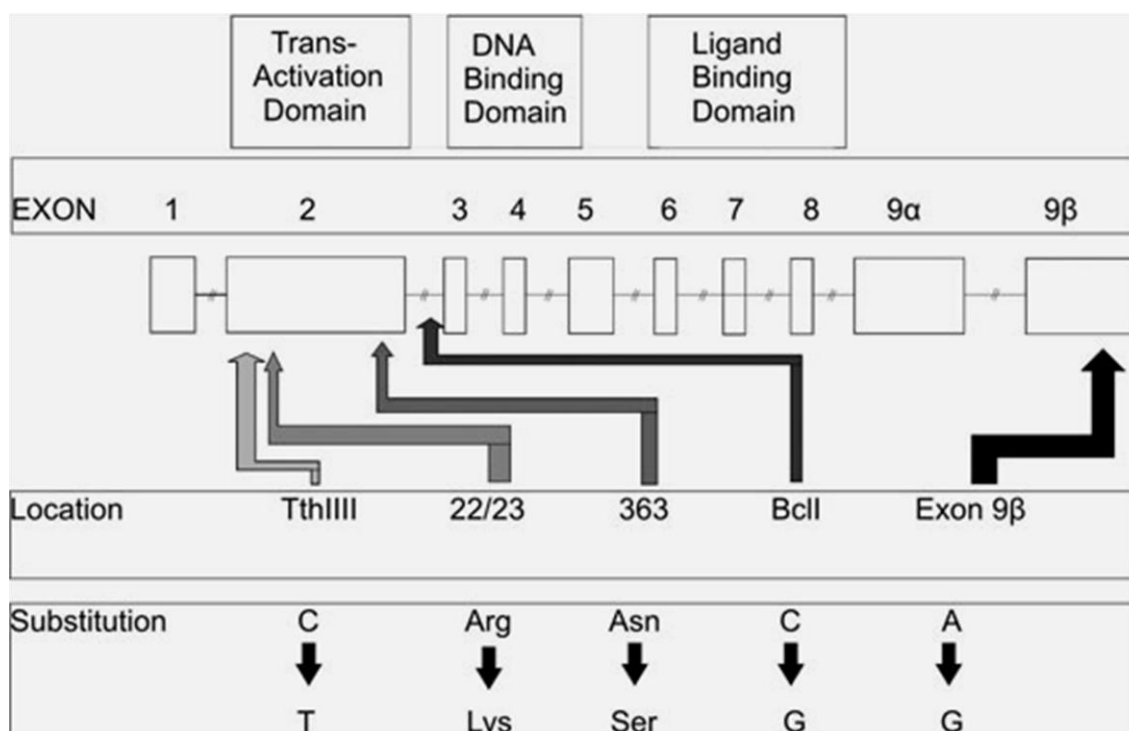 Trans-
Activation
Domain
DNA
Binding
Domain
Ligand
Binding
Domain
EXON 1 2 3 4 5 6 7 8 9α 9β
Location TthIIII 22/23 363 BclI Exon 9β
Substitution C Arg Asn C A
T Lys Ser G G